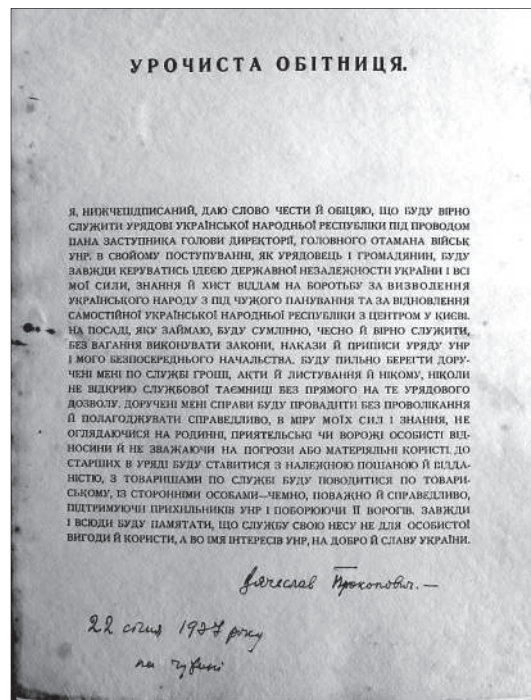 УРОЧИСТА ОБІТНИЦЯ.
Я, НИЖЧЕПІДПИСАНИЙ, ДАЮ СЛОВО ЧЕСТИ Й ОБІЦЯЮ, ЩО БУДУ ВІРНО
СЛУЖИТИ УРЯДОВІ УКРАЇНСЬКОЇ НАРОДНЬОЇ РЕСПУБЛІКИ ПІД ПРОВОДОМ
ПАНА ЗАСТУПНИКА ГОЛОВИ ДИРЕКТОРІЇ, ГОЛОВНОГО ОТАМАНА ВІЙСЬК
УНР. В СВОЙОМУ ПОСТУПУВАННІ, ЯК УРЯДОВЕЦЬ І ГРОМАДЯНИН, БУДУ
ЗАВЖДИ КЕРУВАТИСЬ ІДЕЄЮ ДЕРЖАВНОЇ НЕЗАЛЕЖНОСТИ УКРАЇНИ І ВСІ
МОЇ СИЛИ, ЗНАННЯ Й ХИСТ ВІДДАМ НА БОРОТЬБУ ЗА ВИЗВОЛЕННЯ
УКРАЇНСЬКОГО НАРОДУ З ПІД ЧУЖОГО ПАНУВАННЯ ТА ЗА ВІДНОВЛЕННЯ
САМОСТІЙНОЇ УКРАЇНСЬКОЇ НАРОДНЬОЇ РЕСПУБЛІКИ З ЦЕНТРОМ У КИЄВІ.
НА ПОСАДІ, ЯКУ ЗАЙМАЮ, БУДУ СУМЛІННО, ЧЕСНО Й ВІРНО СЛУЖИТИ,
БЕЗ ВАГАННЯ ВИКОНУВАТИ ЗАКОНИ, НАКАЗИ Й ПРИПИСИ УРЯДУ УНР
І МОГО БЕЗПОСЕРЕДНЬОГО НАЧАЛЬСТВА. БУДУ ПИЛЬНО БЕРЕГТИ ДОРУ-
ЧЕНІ МЕНІ ПО СЛУЖБІ ГРОШІ, АКТИ Й ЛИСТУВАННЯ Й НІКОМУ, НІКОЛИ
НЕ ВІДКРИЮ СЛУЖБОВОЇ ТАЄМНИЦІ БЕЗ ПРЯМОГО НА ТЕ УРЯДОВОГО
ДОЗВОЛУ. ДОРУЧЕНІ МЕНІ СПРАВИ БУДУ ПРОВАДИТИ БЕЗ ПРОВОЛІКАННЯ
Й ПОЛАГОДЖУВАТИ СПРАВЕДЛИВО, В МІРУ МОЇХ СИЛ І ЗНАННЯ, НЕ
ОГЛЯДАЮЧИСЯ НА РОДИННІ, ПРИЯТЕЛЬСЬКІ ЧИ ВОРОЖІ ОСОБИСТІ ВІД-
НОСИНИ Й НЕ ЗВАЖАЮЧИ НА ПОГРОЗИ АБО МАТЕРІЯЛЬНІ КОРИСТІ. ДО
СТАРШИХ В УРЯДІ БУДУ СТАВИТИСЯ З НАЛЕЖНОЮ ПОШАНОЮ Й ВІДДА-
НІСТЮ, З ТОВАРИШАМИ ПО СЛУЖБІ БУДУ ПОВОДИТИСЯ ПО ТОВАРИ-
СЬКОМУ, ІЗ СТОРОННІМИ ОСОБАМИ—ЧЕМНО, ПОВАЖНО Й СПРАВЕДЛИВО,
ПІДТРИМУЮЧИ ПРИХИЛЬНИКІВ УНР І ПОБОРЮЮЧИ ЇЇ ВОРОГІВ. ЗАВЖДИ
І ВСЮДИ БУДУ ПАМЯТАТИ, ЩО СЛУЖБУ СВОЮ НЕСУ НЕ ДЛЯ ОСОБИСТОЇ
ВИГОДИ Й КОРИСТИ, А ВО ІМЯ ІНТЕРЕСІВ УНР, НА ДОБРО Й СЛАВУ УКРАЇНИ.
Вячеслав Прокопович.—
22 січня 1927 року
на чужині